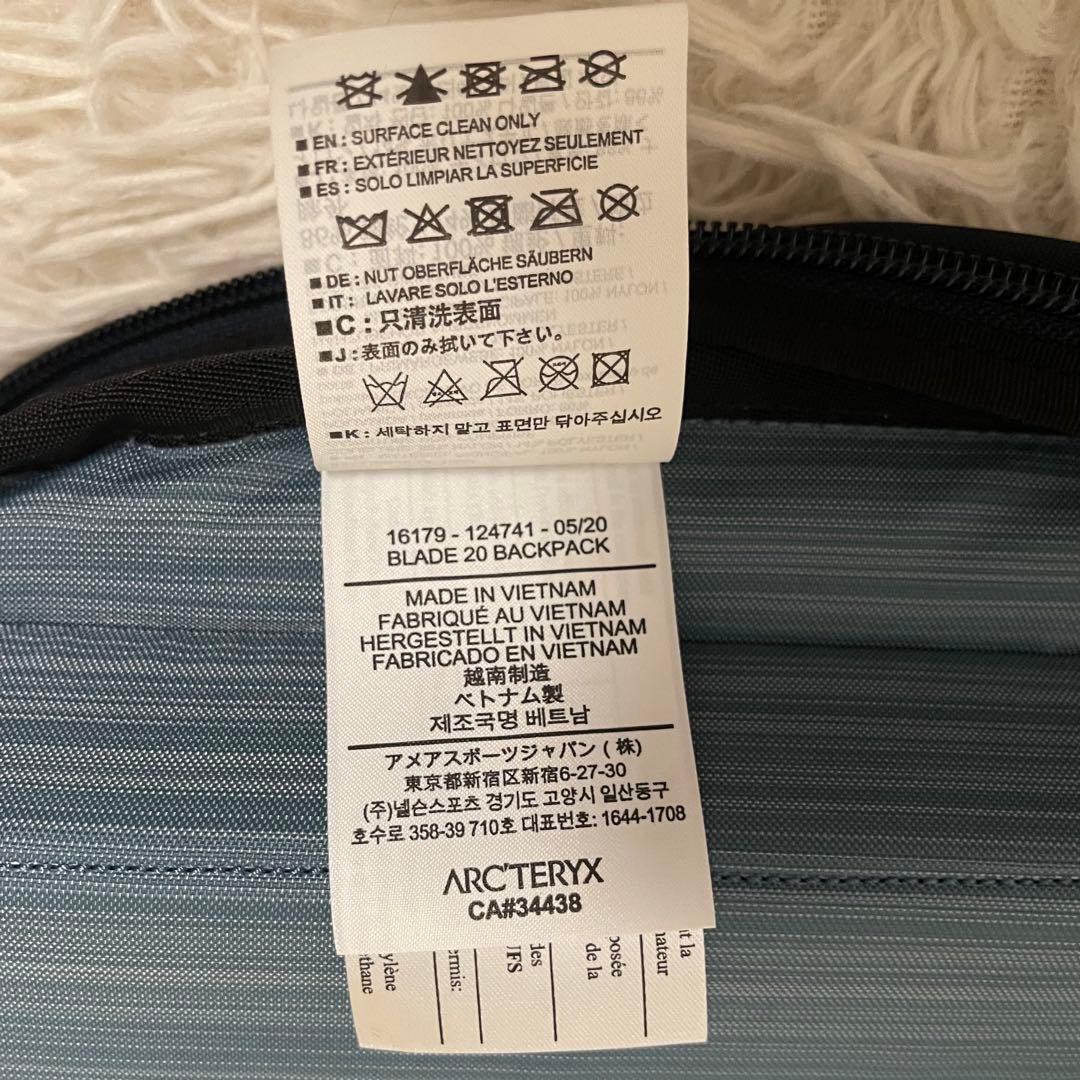 ■ EN : SURFACE CLEAN ONLY
■ FR : EXTÉRIEUR NETTOYEZ SEULEMENT
■ ES : SOLO LIMPIAR LA SUPERFICIE
■ DE : NUT OBERFLÄCHE SÄUBERN
■ IT : LAVARE SOLO L'ESTERNO
■ C : 只清洗表面
■ J : 表面のみ拭いて下さい。
■ K : 세탁하지 말고 표면만 닦아주십시오
16179 - 124741 - 05/20
BLADE 20 BACKPACK
MADE IN VIETNAM
FABRIQUÉ AU VIETNAM
HERGESTELLT IN VIETNAM
FABRICADO EN VIETNAM
越南制造
ベトナム製
제조국명 베트남
アメアスポーツジャパン ( 株)
東京都新宿区新宿6-27-30
(주)넬슨스포츠 경기도 고양시 일산동구
호수로 358-39 710호 대표번호: 1644-1708
ARC'TERYX
CA#34438
de la
des